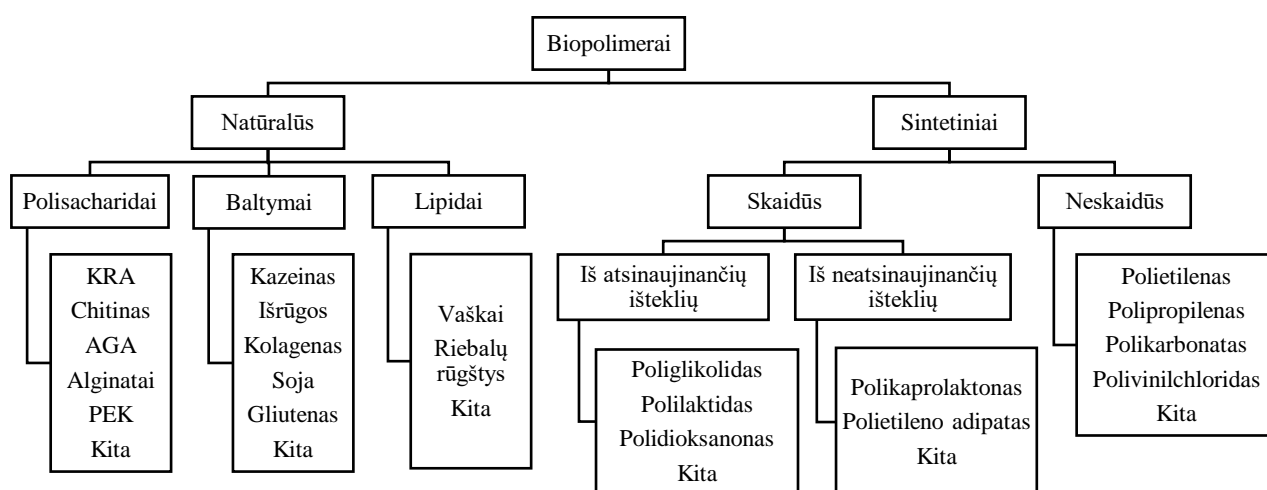 Biopolimerai
Natūralūs
Sintetiniai
Polisacharidai
Baltymai
Lipidai
Skaidūs
Neskaidūs
KRA
Chitinas
AGA
Alginatai
PEK
Kita
Kazeinas
Išrūgos
Kolagenas
Soja
Gliutenas
Kita
Vaškai
Riebalų
rūgštys
Kita
Iš atsinaujinančių
išteklių
Iš neatsinaujinančių
išteklių
Poliglikolidas
Polilaktidas
Polidioksanonas
Kita
Polikaprolaktonas
Polietileno adipatas
Kita
Polietilenas
Polipropilenas
Polikarbonatas
Polivinilchloridas
Kita